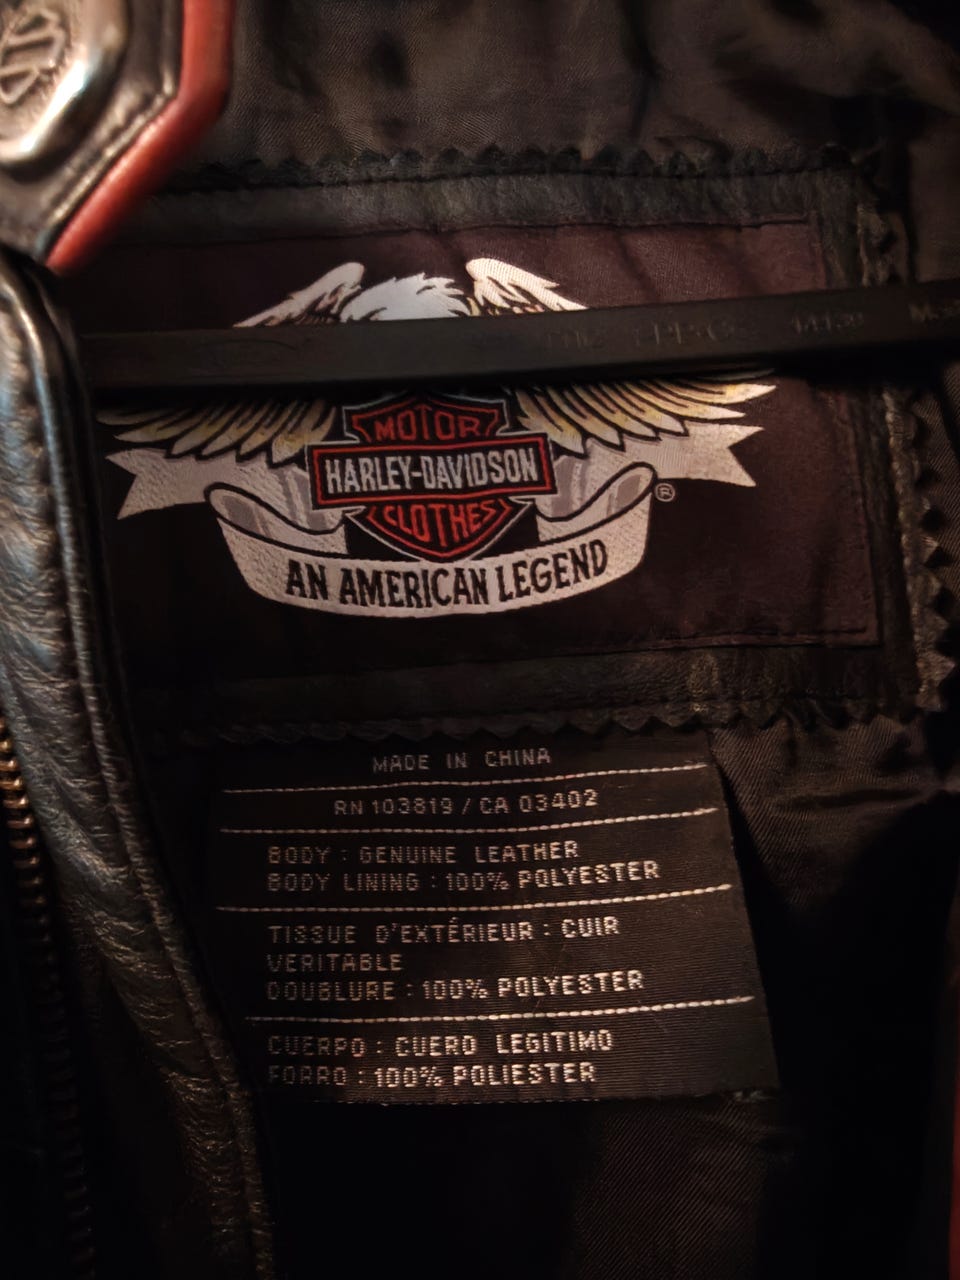 MOTOR
HARLEY-DAVIDSON
CLOTHES
®
AN AMERICAN LEGEND
MADE IN CHINA
RN 103819 / CA 03402
BODY : GENUINE LEATHER
BODY LINING : 100% POLYESTER
TISSUE D'EXTÉRIEUR : CUIR
VERITABLE
DOUBLURE : 100% POLYESTER
CUERPO : CUERO LEGITIMO
FORRO : 100% POLIESTER